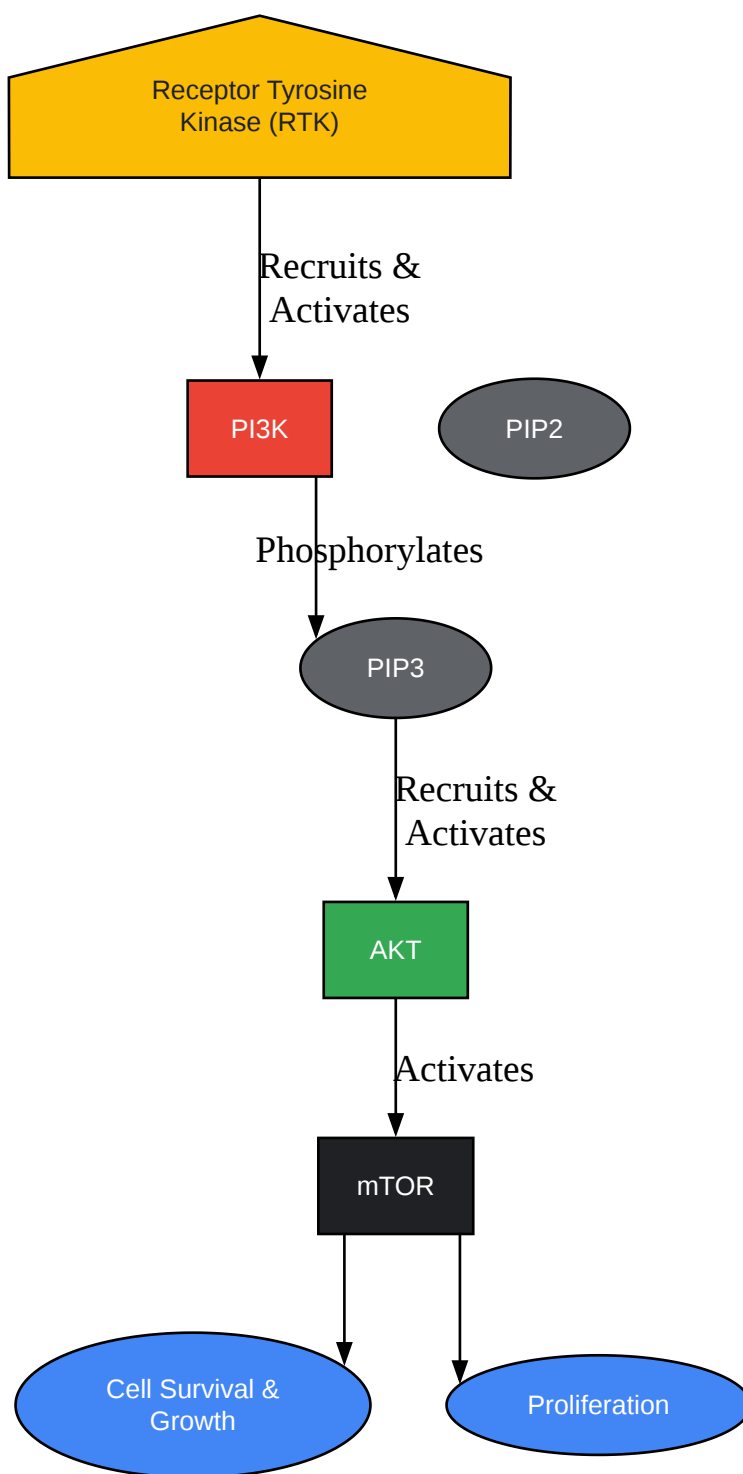 Receptor Tyrosine
Kinase (RTK)
Recruits &
Activates
PI3K
PIP2
Phosphorylates
PIP3
Recruits &
Activates
AKT
Activates
mTOR
Cell Survival &
Growth
Proliferation